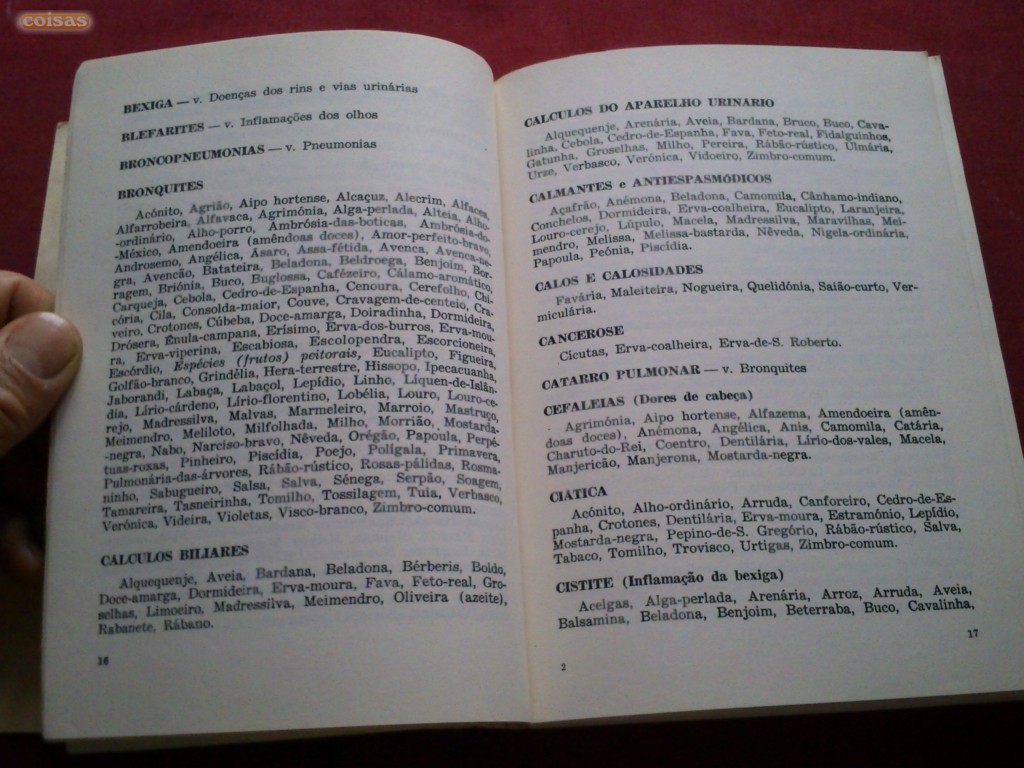 coisas
BEXIGA — v. Doenças dos rins e vias urinárias
BLEFARITES — v. Inflamações dos olhos
BRONCOPNEUMONIAS — v. Pneumonias
BRONQUITES
Acónito, Agrião, Aipo hortense, Alcaçuz, Alecrim, Alface,
Alfarrobeira, Alfavaca, Agrimónia, Alga-perlada, Alteia, Alho-
-ordinário, Alho-porro, Ambrósia-das-boticas, Ambrósia-do-
-México, Amendoeira (amêndoas doces), Amor-perfeito-bravo,
Androsemo, Angélica, Ásaro, Assa-fétida, Avenca, Avenca-ne-
gra, Avencão, Batateira, Beladona, Beldroega, Benjoim, Bor-
ragem, Briónia, Buco, Buglossa, Cafèzeiro, Cálamo-aromático,
Carqueja, Cebola, Cedro-de-Espanha, Cenoura, Cerefolho, Chi-
cória, Cila, Consolda-maior, Couve, Cravagem-de-centeio, Cra-
veiro, Crotones, Cúbeba, Doce-amarga, Doiradinha, Dormideira,
Drósera, Énula-campana, Erísimo, Erva-dos-burros, Erva-mou-
ra, Erva-viperina, Escabiosa, Escolopendra, Escorcioneira,
Escórdio, Espécies (frutos) peitorais, Eucalipto, Figueira,
Golfão-branco, Grindélia, Hera-terrestre, Hissopo, Ipecacuanha,
Jaborandi, Labaça, Labaçol, Lepídio, Linho, Líquen-de-Islân-
dia, Lírio-cárdeno, Lírio-florentino, Lobélia, Louro, Louro-ce-
rejo, Madressilva, Malvas, Marmeleiro, Marroio, Mastruço,
Meimendro, Meliloto, Milfolhada, Milho, Morrião, Mostarda-
-negra, Nabo, Narciso-bravo, Nêveda, Orégão, Papoula, Perpé-
tuas-roxas, Pinheiro, Piscídia, Poejo, Polígala, Primavera,
Pulmonária-das-árvores, Rábão-rústico, Rosas-pálidas, Rosma-
ninho, Sabugueiro, Salsa, Salva, Sénega, Serpão, Soagem,
Tamareira, Tasneirinha, Tomilho, Tossilagem, Tuia, Verbasco,
Verónica, Videira, Violetas, Visco-branco, Zimbro-comum.
CÁLCULOS BILIARES
Alquequenje, Aveia, Bardana, Beladona, Bérberis, Boldo,
Doce-amarga, Dormideira, Erva-moura, Fava, Feto-real, Gro-
selhas, Limoeiro, Madressilva, Meimendro, Oliveira (azeite),
Rabanete, Rábano.
16
CÁLCULOS DO APARELHO URINÁRIO
Alquequenje, Arenária, Aveia, Bardana, Bruco, Buco, Cava-
linha, Cebola, Cedro-de-Espanha, Fava, Feto-real, Fidalguinhos,
Gatunha, Groselhas, Milho, Pereira, Rábão-rústico, Ulmária,
Urze, Verbasco, Verónica, Vidoeiro, Zimbro-comum.
CALMANTES e ANTIESPASMÓDICOS
Açafrão, Anémona, Beladona, Camomila, Cânhamo-indiano,
Conchelos, Dormideira, Erva-coalheira, Eucalipto, Laranjeira,
Louro-cerejo, Lúpulo, Macela, Madressilva, Maravilhas, Mei-
mendro, Melissa, Melissa-bastarda, Nêveda, Nigela-ordinária,
Papoula, Peónia, Piscídia.
CALOS E CALOSIDADES
Favária, Maleiteira, Nogueira, Quelidónia, Saião-curto, Ver-
miculária.
CANCEROSE
Cicutas, Erva-coalheira, Erva-de-S. Roberto.
CATARRO PULMONAR — v. Bronquites
CEFALEIAS (Dores de cabeça)
Agrimónia, Aipo hortense, Alfazema, Amendoeira (amên-
doas doces), Anémona, Angélica, Anis, Camomila, Catária,
Charuto-do-Rei, Coentro, Dentilária, Lírio-dos-vales, Macela,
Manjericão, Manjerona, Mostarda-negra.
CIÁTICA
Acónito, Alho-ordinário, Arruda, Canforeiro, Cedro-de-Es-
panha, Crotones, Dentilária, Erva-moura, Estramónio, Lepídio,
Mostarda-negra, Pepino-de-S. Gregório, Rábão-rústico, Salva,
Tabaco, Tomilho, Trovisco, Urtigas, Zimbro-comum.
CISTITE (Inflamação da bexiga)
Acelgas, Alga-perlada, Arenária, Arroz, Arruda, Aveia,
Balsamina, Beladona, Benjoim, Beterraba, Buco, Cavalinha,
17
2